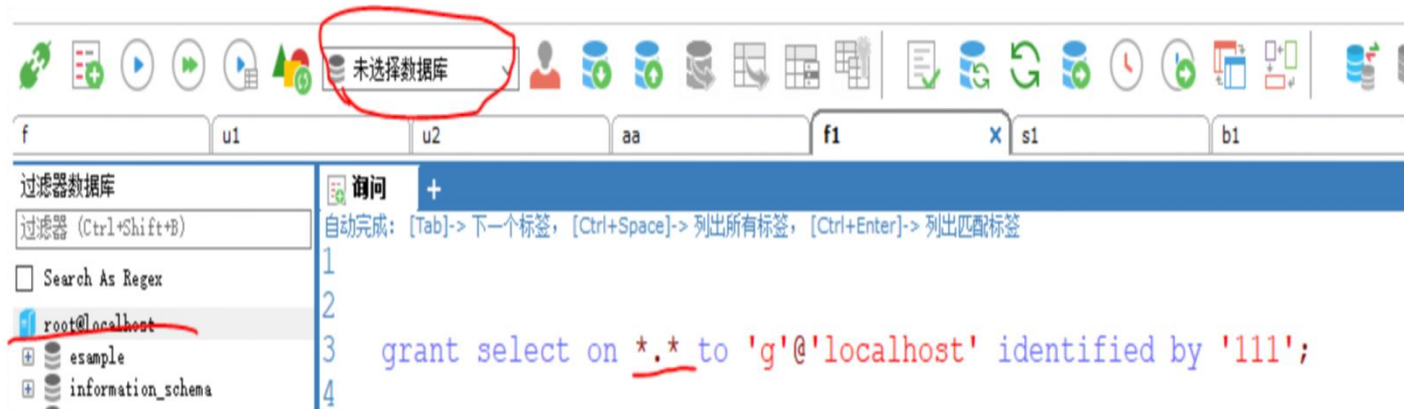 未选择数据库
f u1 u2 aa f1 s1 b1
过滤器数据库
过滤器 (Ctrl+Shift+B)
Search As Regex
root@localhost
esample
information_schema
询问
自动完成: [Tab]-> 下一个标签, [Ctrl+Space]-> 列出所有标签, [Ctrl+Enter]-> 列出匹配标签
1
2
3 grant select on *.* to 'g'@'localhost' identified by '111';
4